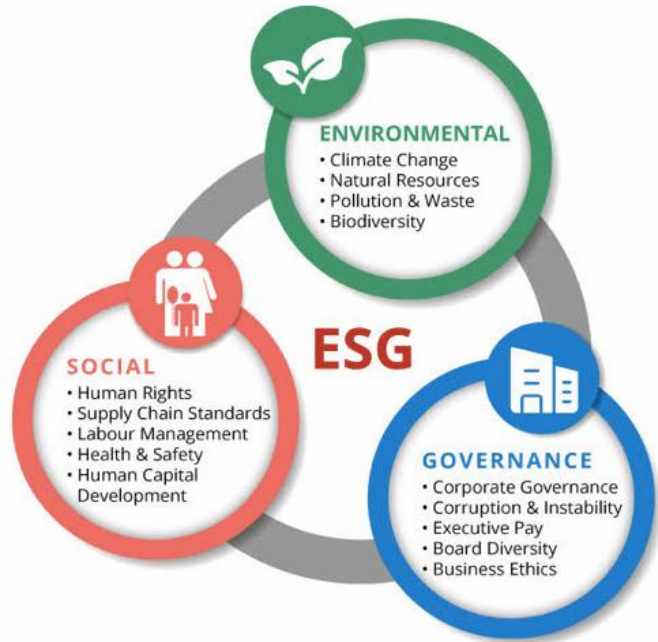 ENVIRONMENTAL
• Climate Change
• Natural Resources
• Pollution & Waste
• Biodiversity
ESG
SOCIAL
• Human Rights
• Supply Chain Standards
• Labour Management
• Health & Safety
• Human Capital
Development
GOVERNANCE
• Corporate Governance
• Corruption & Instability
• Executive Pay
• Board Diversity
• Business Ethics